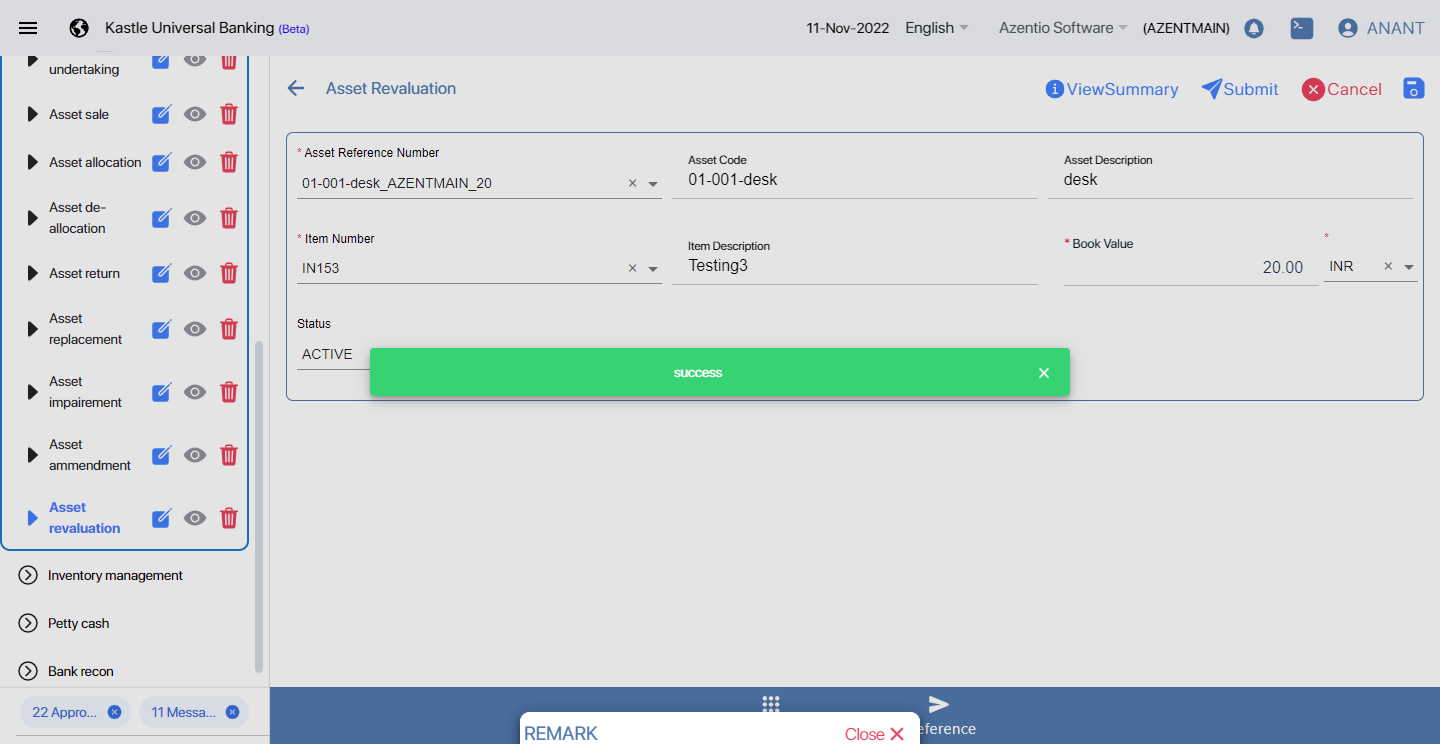 Kastle Universal Banking (Beta)
11-Nov-2022
English
Azentio Software
(AZENTMAIN)
ANANT
undertaking
Asset sale
Asset allocation
Asset de-
allocation
Asset return
Asset
replacement
Asset
impairement
Asset
ammendment
Asset
revaluation
Inventory management
Petty cash
Bank recon
22 Appro...
11 Messa...
Asset Revaluation
ViewSummary
Submit
Cancel
* Asset Reference Number
01-001-desk_AZENTMAIN_20
Asset Code
01-001-desk
Asset Description
desk
* Item Number
IN153
Item Description
Testing3
* Book Value
20.00
*
INR
Status
ACTIVE
success
eference
REMARK
Close